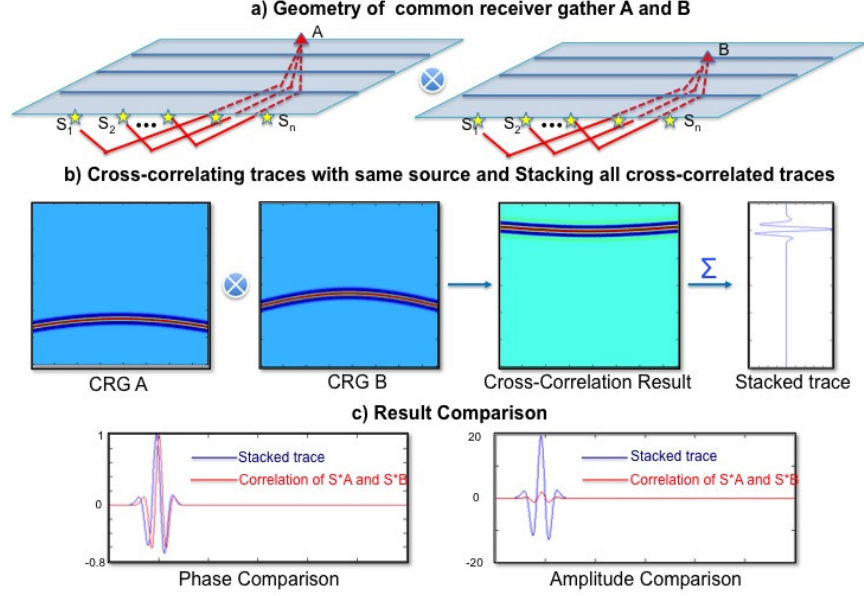 a) Geometry of common receiver gather A and B
A
B
S1 S2 ••• Sn
S1 S2 ••• Sn
b) Cross-correlating traces with same source and Stacking all cross-correlated traces
Σ
CRG A
CRG B
Cross-Correlation Result
Stacked trace
c) Result Comparison
1
0
-0.8
Stacked trace
Correlation of S*A and S*B
Phase Comparison
20
0
-20
Stacked trace
Correlation of S*A and S*B
Amplitude Comparison